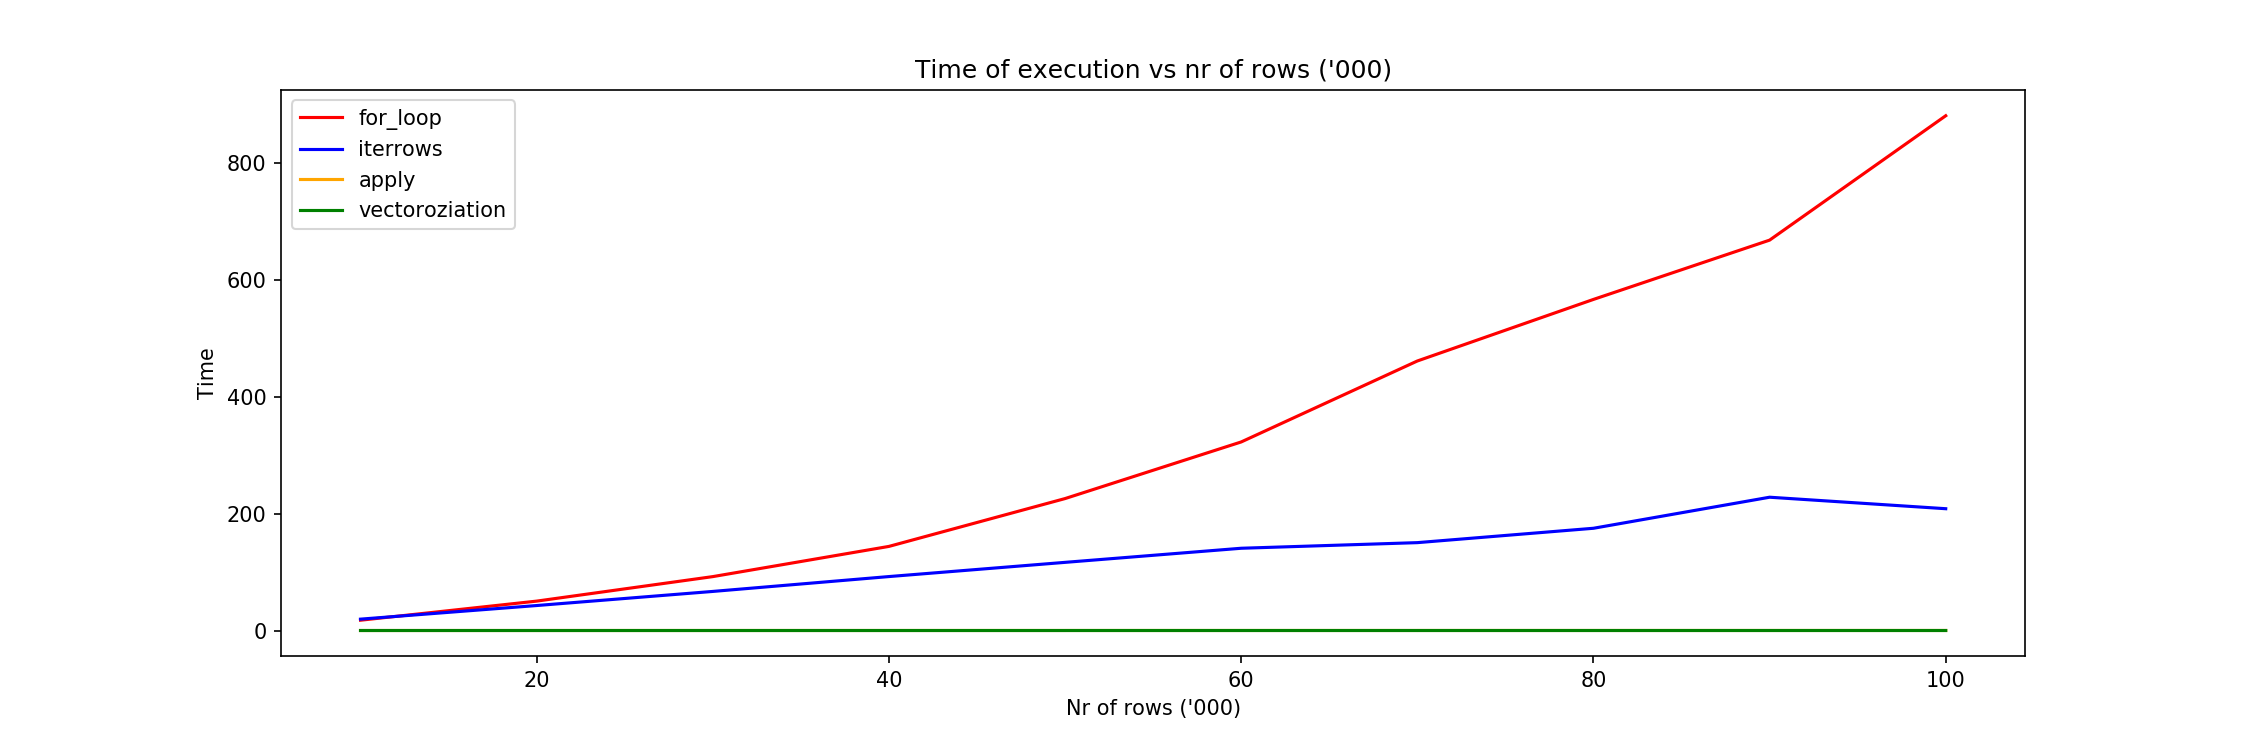 Time of execution vs nr of rows ('000)
for_loop
iterrows
apply
vectoroziation
800
600
400
200
0
Time
20 40 60 80 100
Nr of rows ('000)